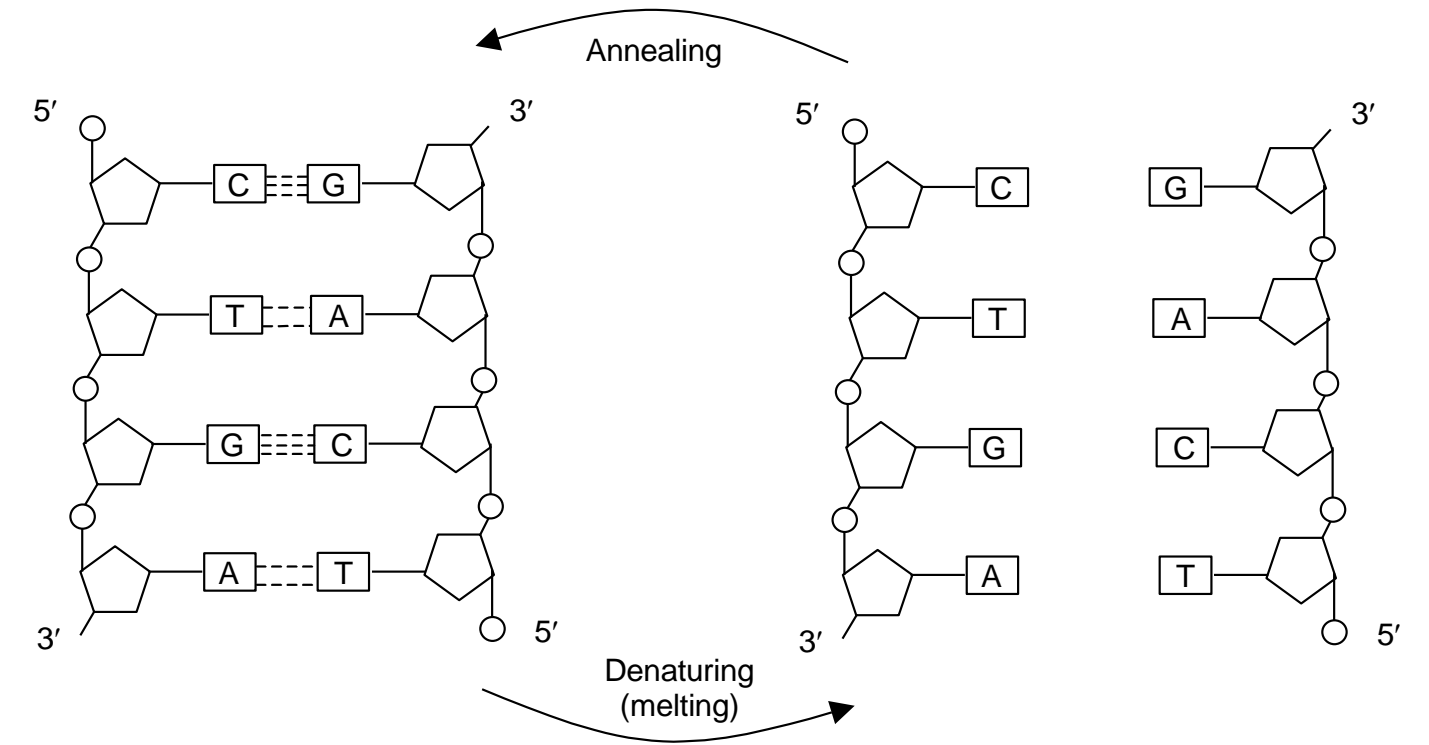 Annealing
5′ 3′ 5′ 3′
C G C G
T A T A
G C G C
A T A T
3′ 5′ 3′ 5′
Denaturing
(melting)